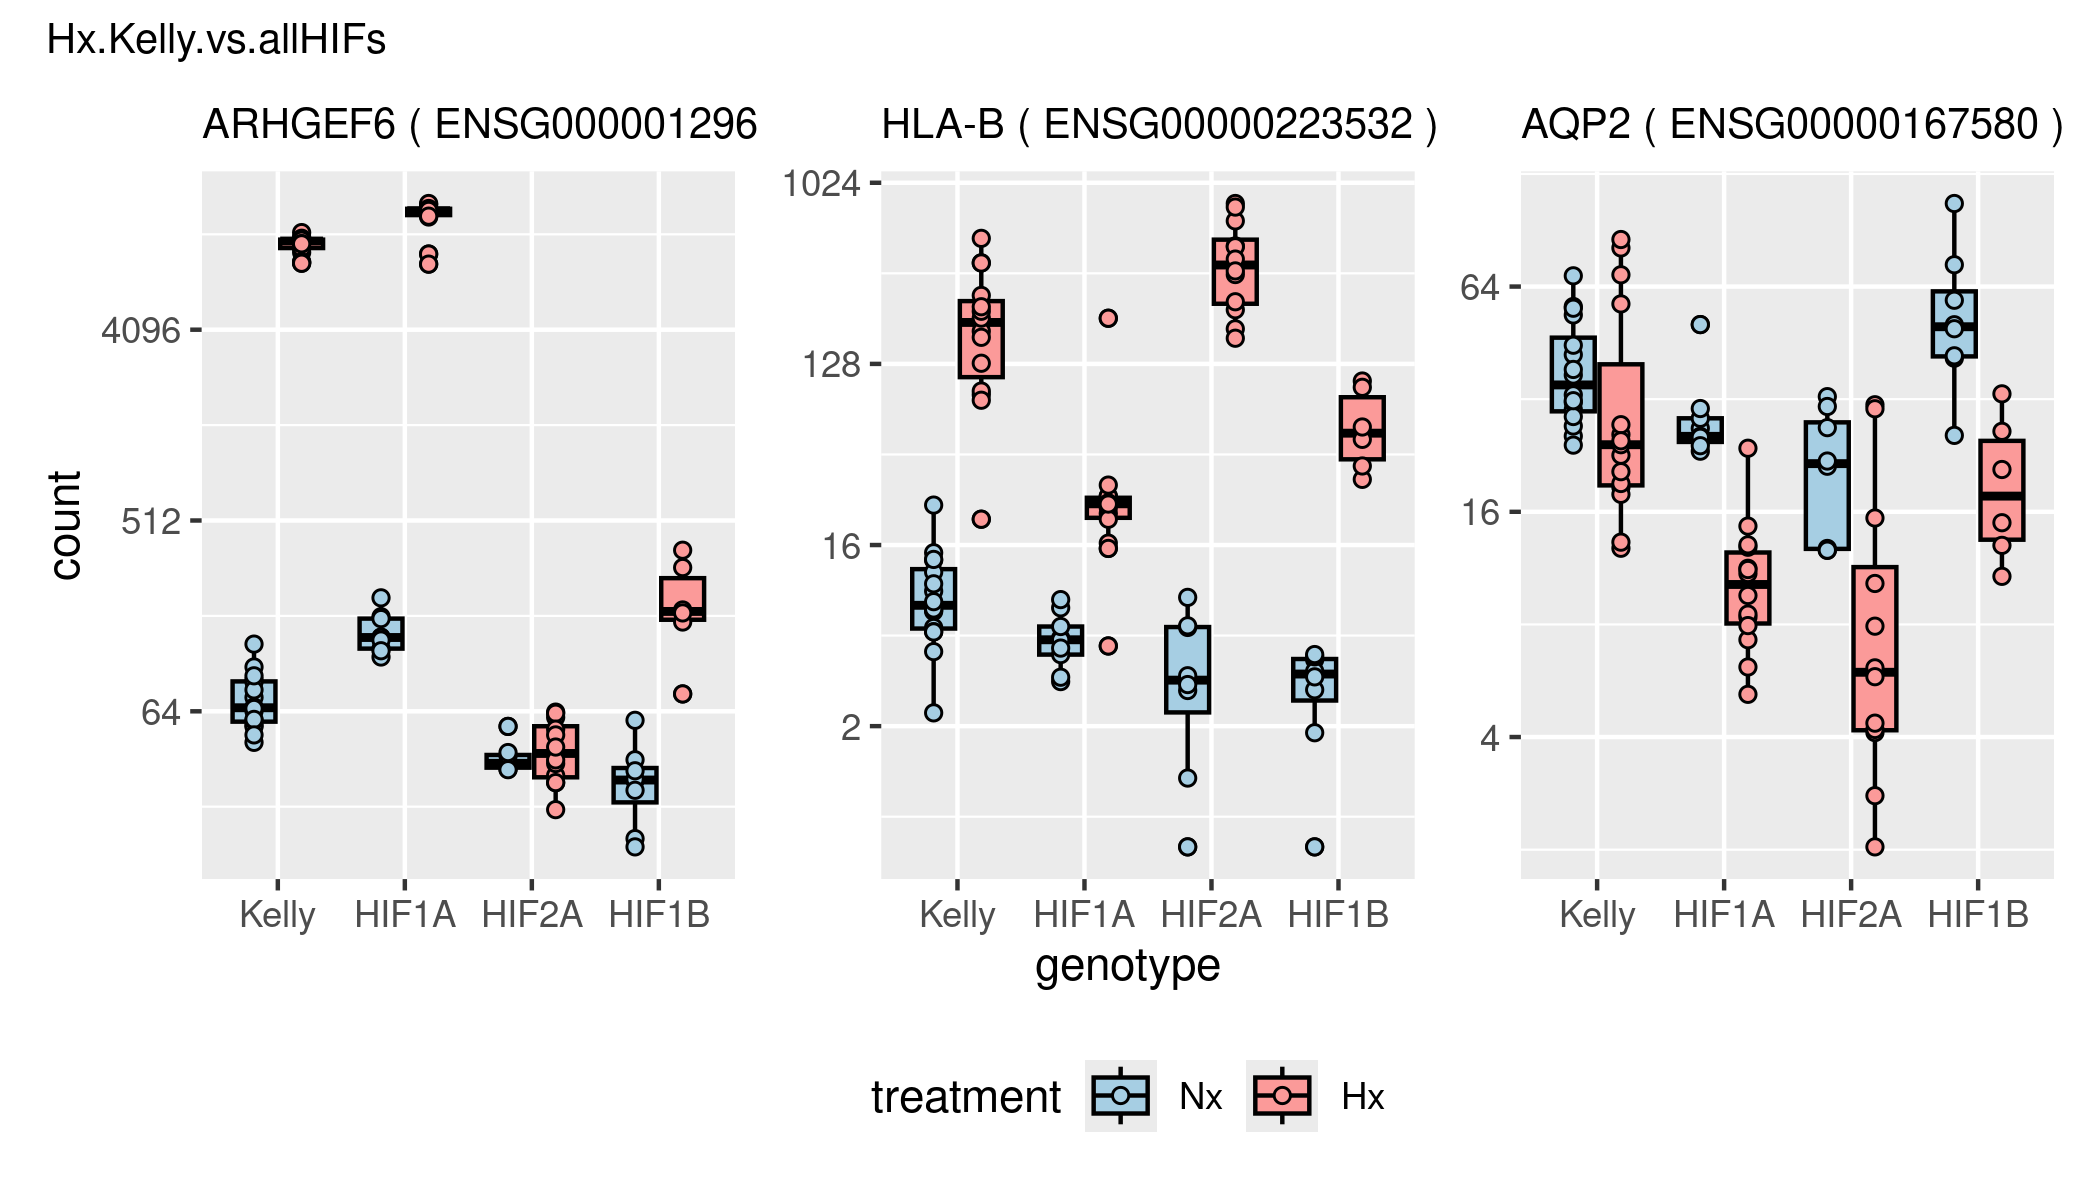 Hx.Kelly.vs.allHIFs
ARHGEF6 ( ENSG000001296
HLA-B ( ENSG00000223532 )
AQP2 ( ENSG00000167580 )
count
4096
512
64
1024
128
16
2
64
16
4
Kelly HIF1A HIF2A HIF1B
Kelly HIF1A HIF2A HIF1B
Kelly HIF1A HIF2A HIF1B
genotype
treatment Nx Hx